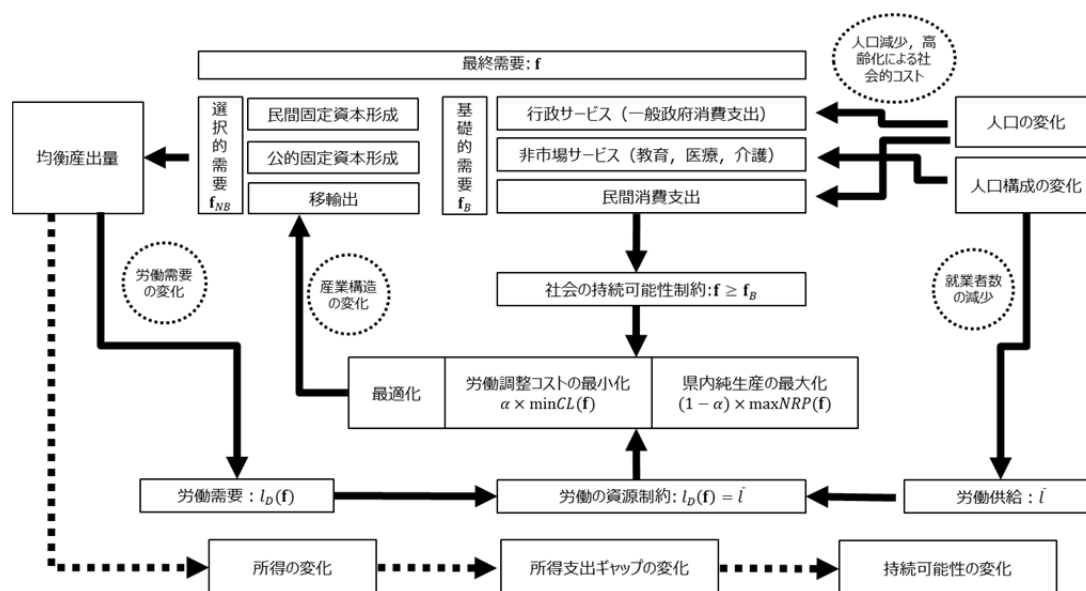 人口減少，高
齢化による社
会的コスト
最終需要: f
選択的需要 f_NB
民間固定資本形成
公的固定資本形成
移輸出
基礎的需要 f_B
行政サービス（一般政府消費支出）
非市場サービス（教育，医療，介護）
民間消費支出
人口の変化
人口構成の変化
均衡産出量
労働需要
の変化
産業構造
の変化
社会の持続可能性制約:f ≥ f_B
就業者数
の減少
最適化
労働調整コストの最小化
α × minCL(f)
県内純生産の最大化
(1 − α) × maxNRP(f)
労働需要：l_D(f)
労働の資源制約：l_D(f) = l̄
労働供給：l̄
所得の変化
所得支出ギャップの変化
持続可能性の変化